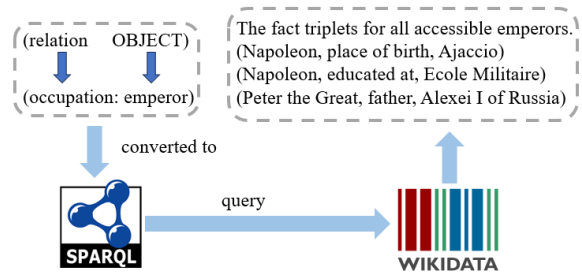 (relation OBJECT)
(occupation: emperor)
The fact triplets for all accessible emperors.
(Napoleon, place of birth, Ajaccio)
(Napoleon, educated at, Ecole Militaire)
(Peter the Great, father, Alexei I of Russia)
converted to
query
SPARQL
WIKIDATA